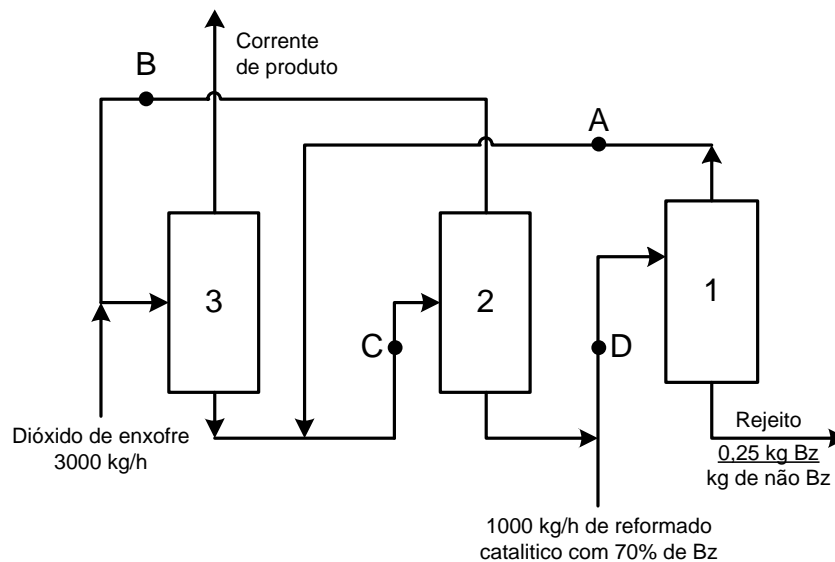 Corrente
de produto
B
A
3
2
1
C
D
Dióxido de enxofre
3000 kg/h
Rejeito
0,25 kg Bz
kg de não Bz
1000 kg/h de reformado
catalitico com 70% de Bz